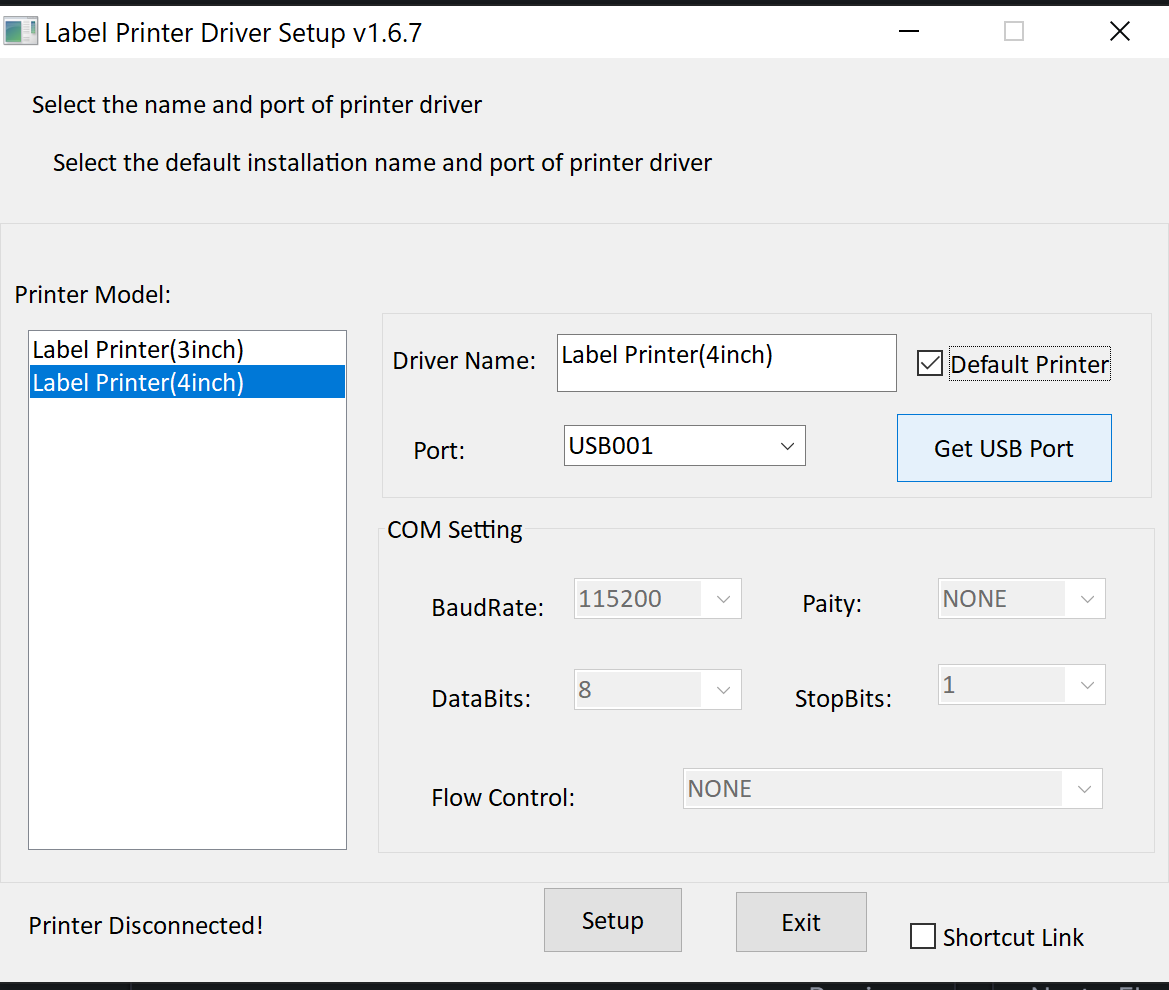 Label Printer Driver Setup v1.6.7
Select the name and port of printer driver
Select the default installation name and port of printer driver
Printer Model:
Label Printer(3inch)
Label Printer(4inch)
Driver Name:
Label Printer(4inch)
Default Printer
Port:
USB001
Get USB Port
COM Setting
BaudRate:
115200
Paity:
NONE
DataBits:
8
StopBits:
1
Flow Control:
NONE
Printer Disconnected!
Setup
Exit
Shortcut Link